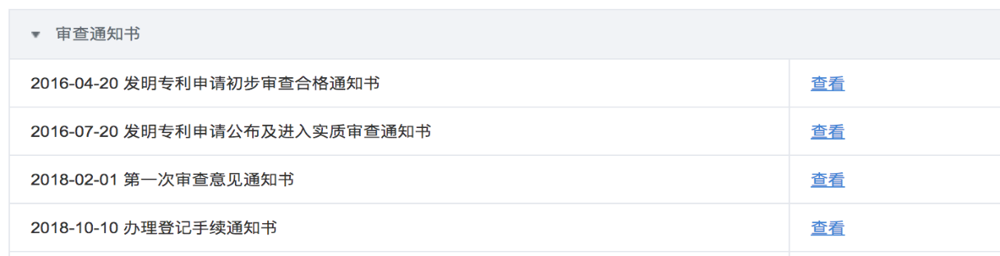 审查通知书
2016-04-20 发明专利申请初步审查合格通知书 查看
2016-07-20 发明专利申请公布及进入实质审查通知书 查看
2018-02-01 第一次审查意见通知书 查看
2018-10-10 办理登记手续通知书 查看